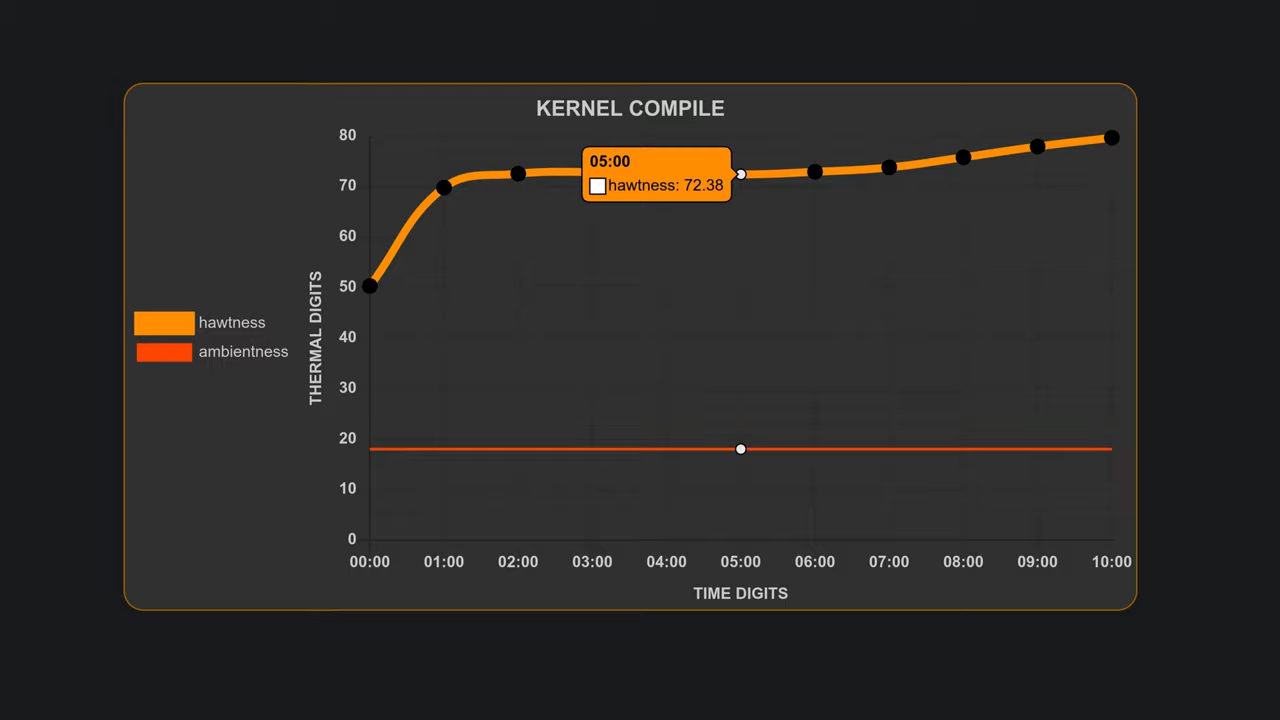 KERNEL COMPILE
80
70
60
50
40
30
20
10
0
THERMAL DIGITS
05:00
hawtness: 72.38
hawtness
ambientness
00:00 01:00 02:00 03:00 04:00 05:00 06:00 07:00 08:00 09:00 10:00
TIME DIGITS